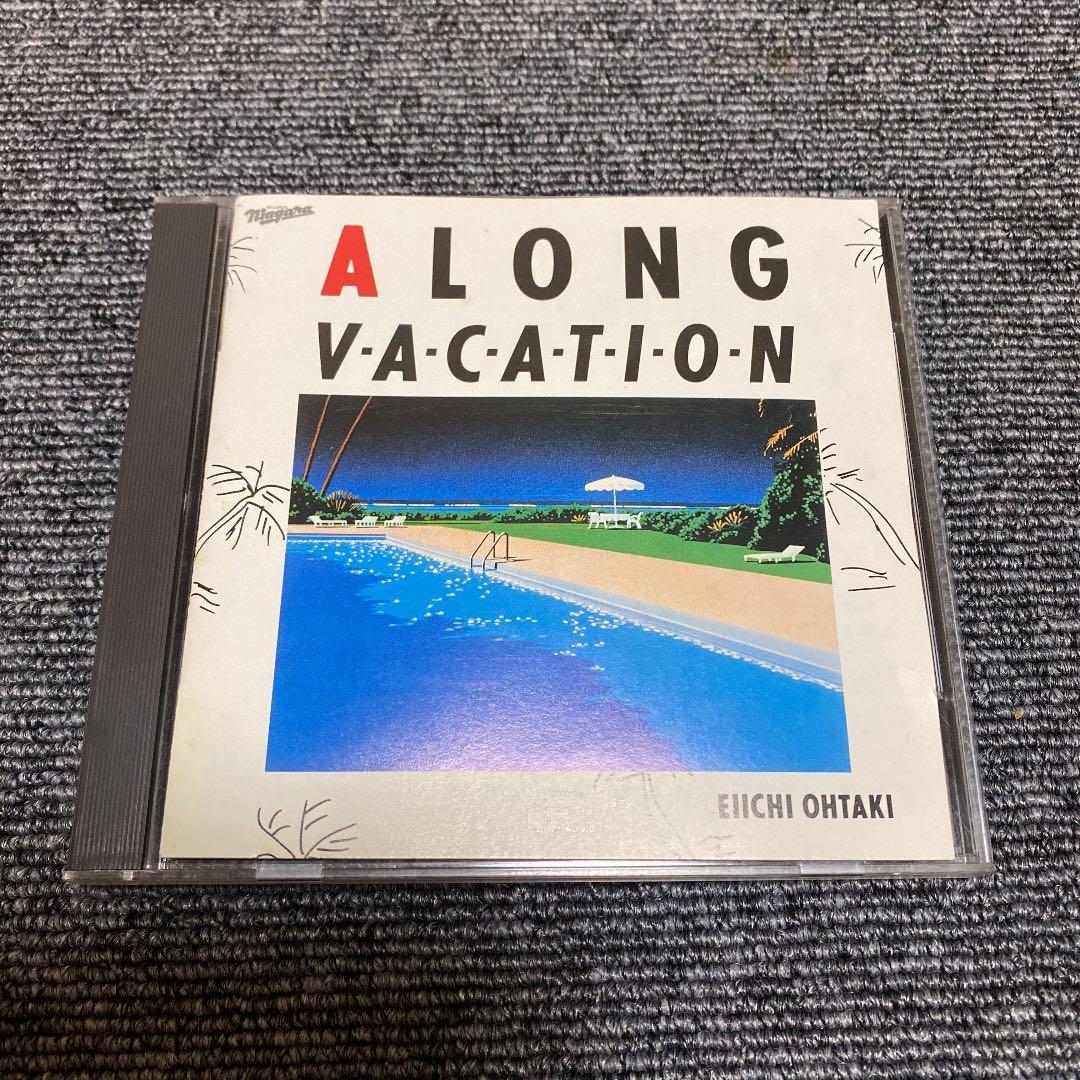 Niagara
A LONG
V·A·C·A·T·I·O·N
EIICHI OHTAKI